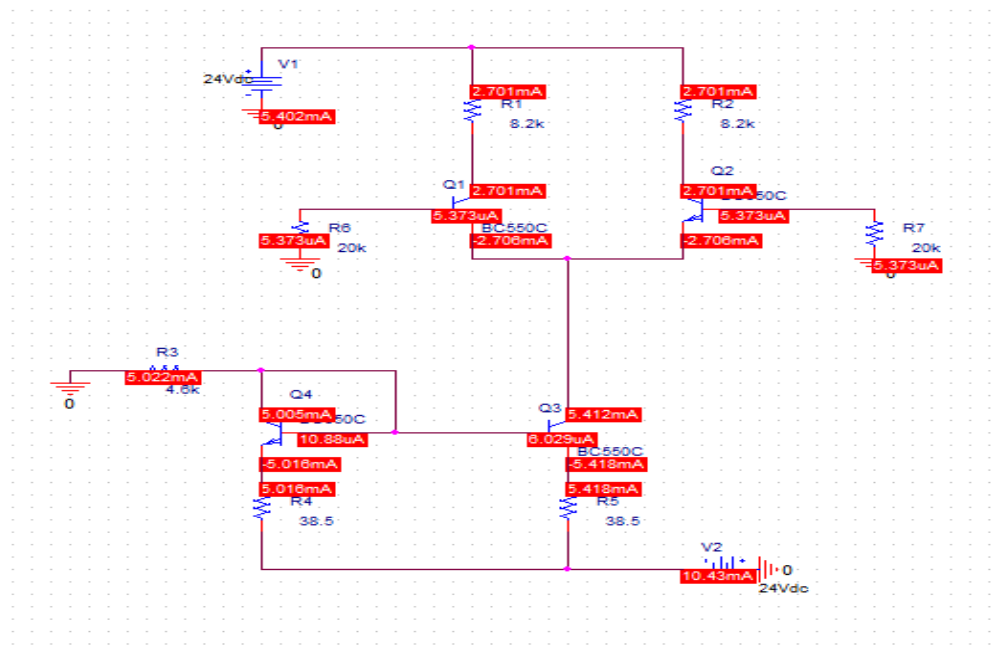 V1
24Vdc
5.402mA
0
2.701mA
R1
8.2k
2.701mA
R2
8.2k
Q1
2.701mA
5.373uA
BC550C
-2.706mA
Q2
2.701mA
5.373uA
-2.706mA
R6
5.373uA
20k
0
R7
20k
5.373uA
0
R3
5.022mA
4.6k
0
Q4
5.005mA
10.88uA
-5.016mA
5.016mA
R4
38.5
Q3
5.412mA
6.029uA
BC550C
-5.418mA
5.418mA
R5
38.5
V2
10.43mA
0
24Vdc